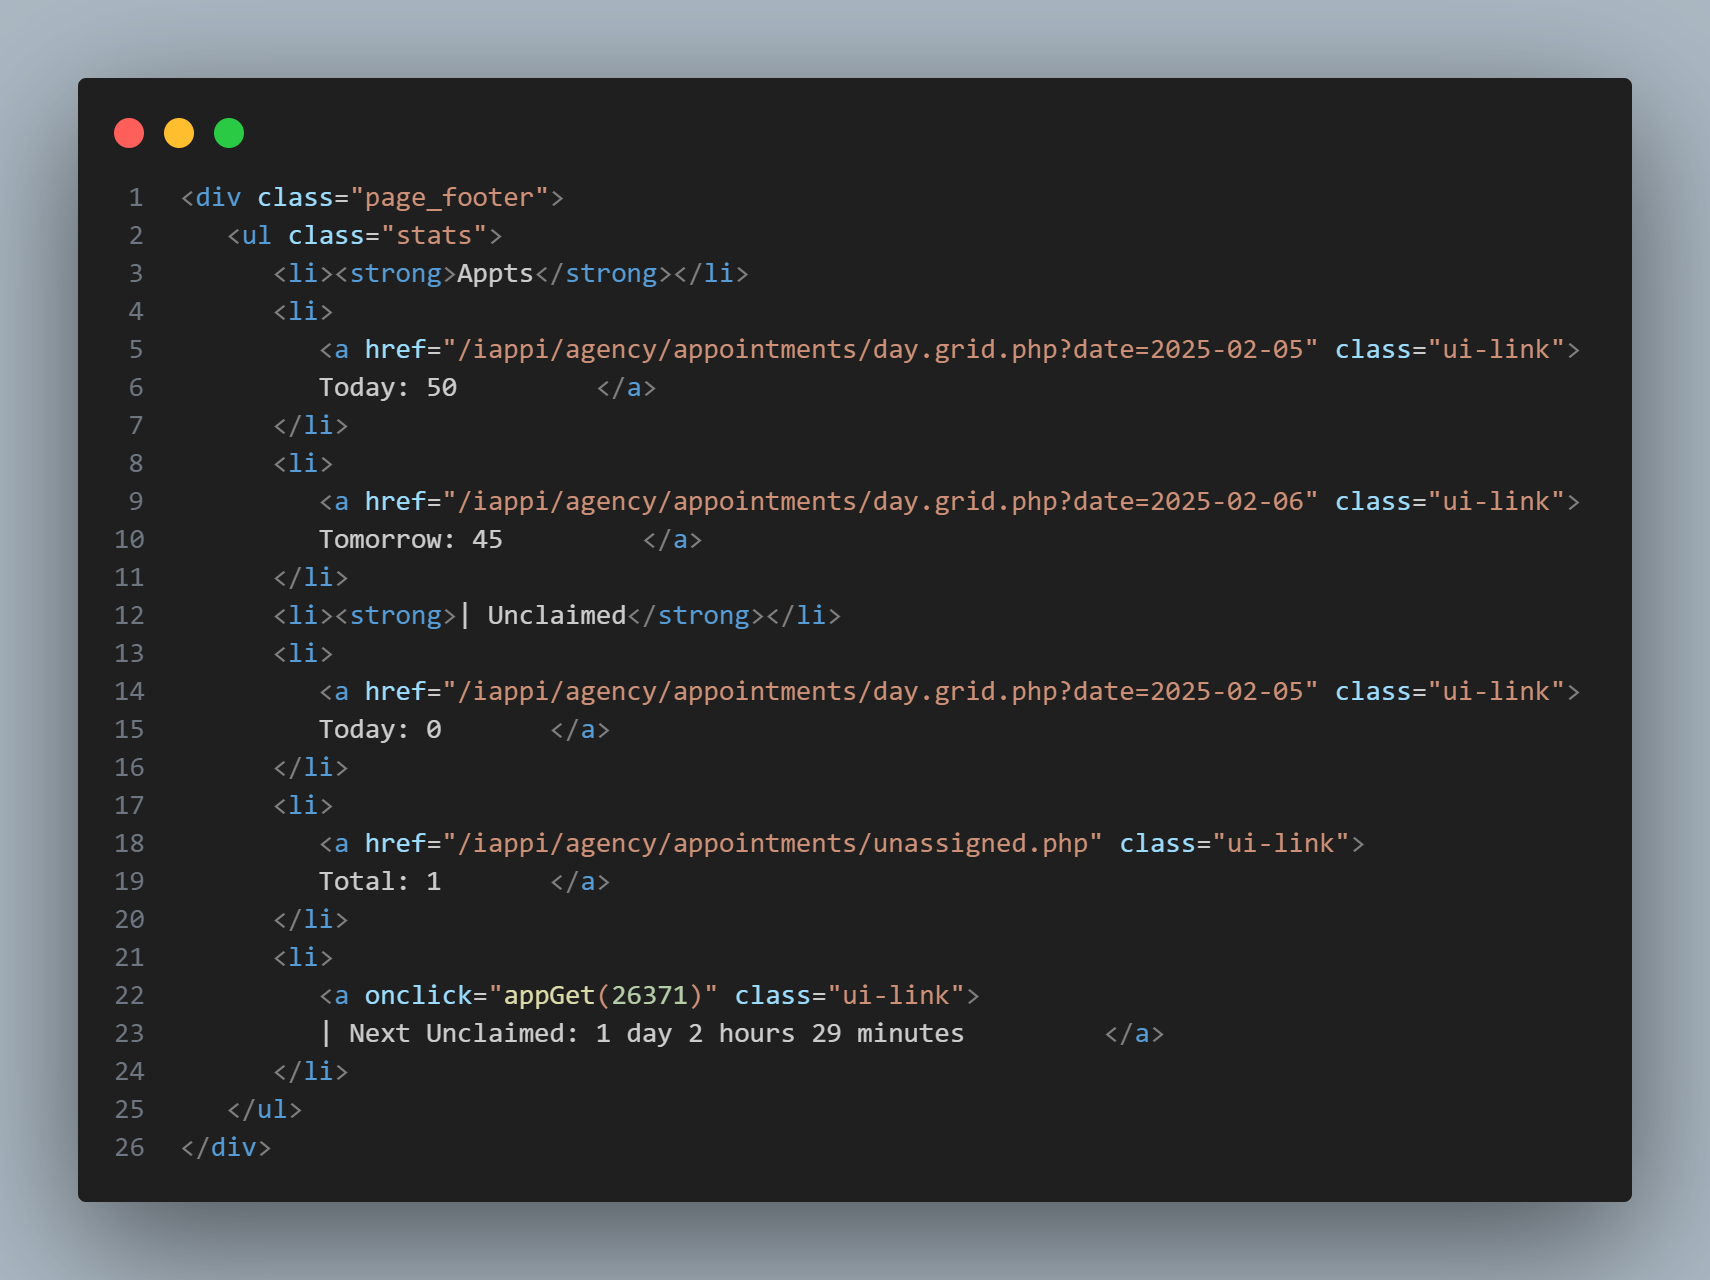 1 <div class="page_footer">
2    <ul class="stats">
3       <li><strong>Appts</strong></li>
4       <li>
5          <a href="/iappi/agency/appointments/day.grid.php?date=2025-02-05" class="ui-link">
6          Today: 50         </a>
7       </li>
8       <li>
9          <a href="/iappi/agency/appointments/day.grid.php?date=2025-02-06" class="ui-link">
10          Tomorrow: 45         </a>
11       </li>
12       <li><strong>| Unclaimed</strong></li>
13       <li>
14          <a href="/iappi/agency/appointments/day.grid.php?date=2025-02-05" class="ui-link">
15          Today: 0       </a>
16       </li>
17       <li>
18          <a href="/iappi/agency/appointments/unassigned.php" class="ui-link">
19          Total: 1       </a>
20       </li>
21       <li>
22          <a onclick="appGet(26371)" class="ui-link">
23          | Next Unclaimed: 1 day 2 hours 29 minutes         </a>
24       </li>
25    </ul>
26 </div>